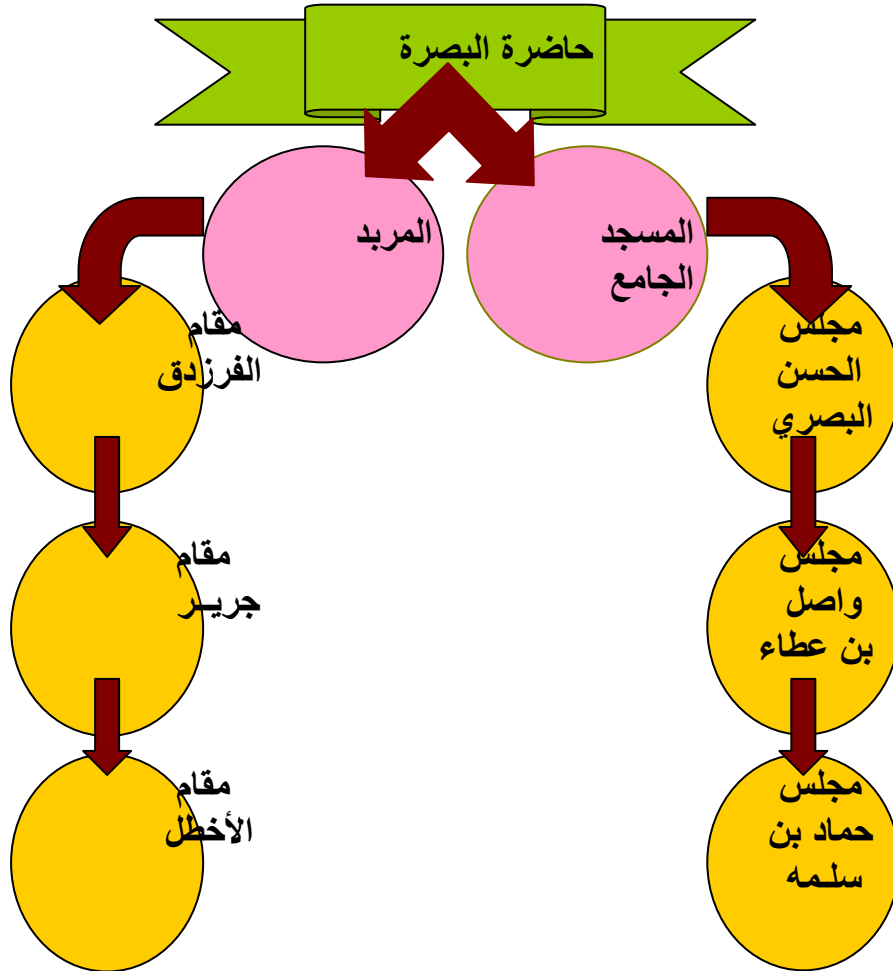 حاضرة البصرة
المسجد
الجامع
المربد
مجلس
الحسن
البصري
مجلس
واصل
بن عطاء
مجلس
حماد بن
سلـمه
مقام
الفرزدق
مقام
جريــر
مقام
الأخطل